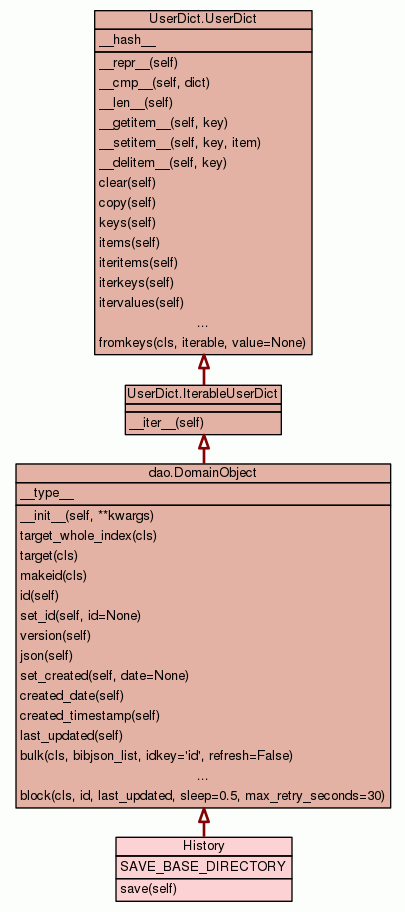 UserDict.UserDict
__hash__
__repr__(self)
__cmp__(self, dict)
__len__(self)
__getitem__(self, key)
__setitem__(self, key, item)
__delitem__(self, key)
clear(self)
copy(self)
keys(self)
items(self)
iteritems(self)
iterkeys(self)
itervalues(self)
...
fromkeys(cls, iterable, value=None)
UserDict.IterableUserDict
__iter__(self)
dao.DomainObject
__type__
__init__(self, **kwargs)
target_whole_index(cls)
target(cls)
makeid(cls)
id(self)
set_id(self, id=None)
version(self)
json(self)
set_created(self, date=None)
created_date(self)
created_timestamp(self)
last_updated(self)
bulk(cls, bibjson_list, idkey='id', refresh=False)
...
block(cls, id, last_updated, sleep=0.5, max_retry_seconds=30)
History
SAVE_BASE_DIRECTORY
save(self)